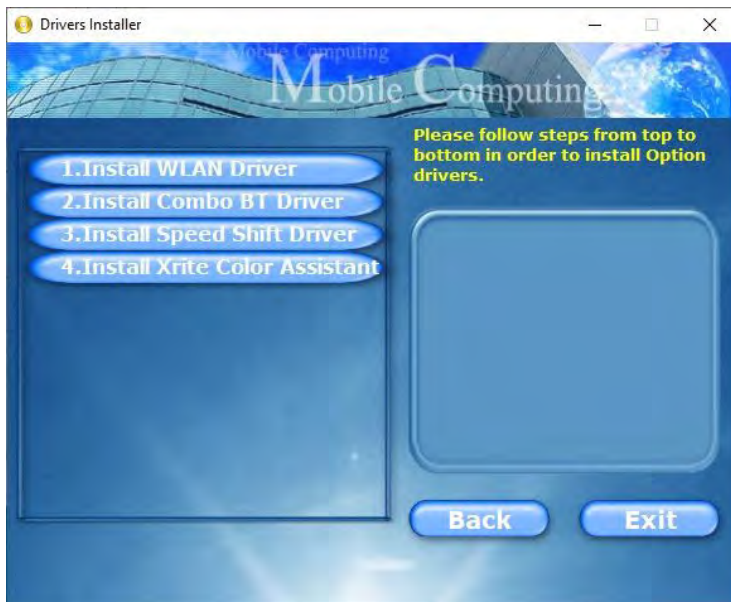 Drivers Installer
Mobile Computing
Mobile Computing
Please follow steps from top to
bottom in order to install Option
drivers.
1.Install WLAN Driver
2.Install Combo BT Driver
3.Install Speed Shift Driver
4.Install Xrite Color Assistant
Back
Exit